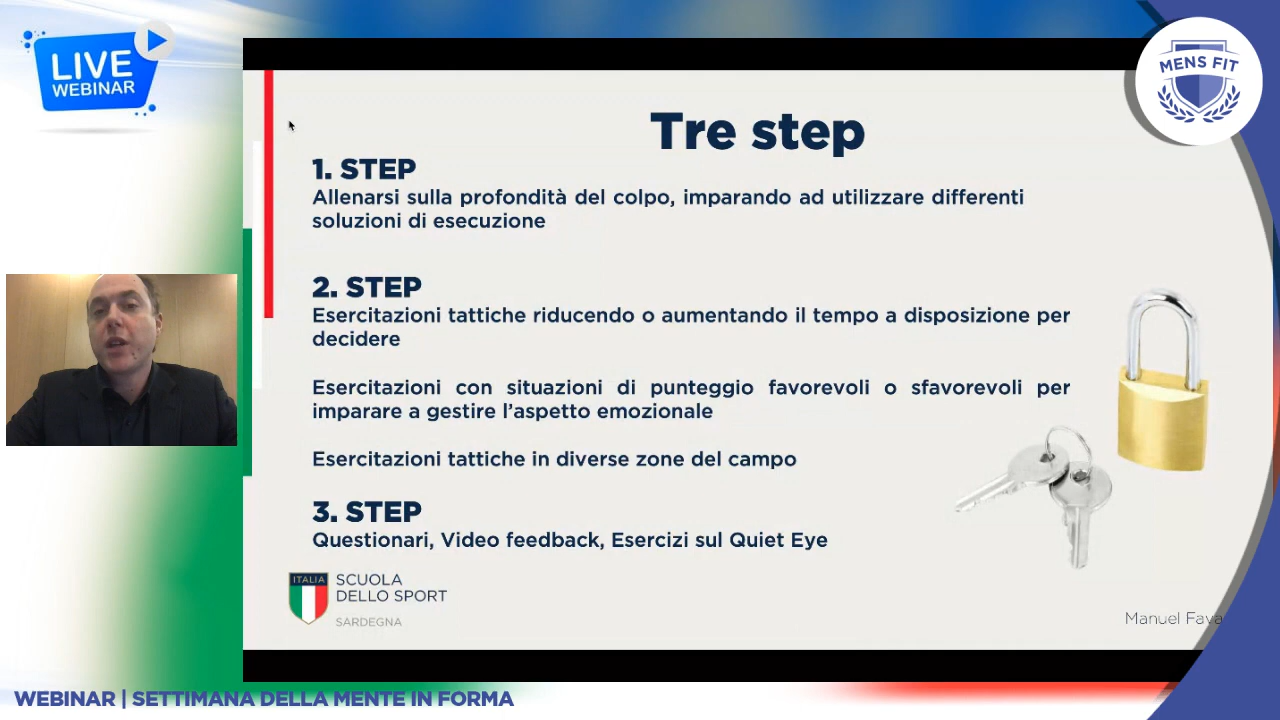 LIVE
WEBINAR
MENS FIT
Tre step
1. STEP
Allenarsi sulla profondità del colpo, imparando ad utilizzare differenti
soluzioni di esecuzione
2. STEP
Esercitazioni tattiche riducendo o aumentando il tempo a disposizione per
decidere
Esercitazioni con situazioni di punteggio favorevoli o sfavorevoli per
imparare a gestire l'aspetto emozionale
Esercitazioni tattiche in diverse zone del campo
3. STEP
Questionari, Video feedback, Esercizi sul Quiet Eye
ITALIA
SCUOLA
DELLO SPORT
SARDEGNA
Manuel Fava
WEBINAR | SETTIMANA DELLA MENTE IN FORMA